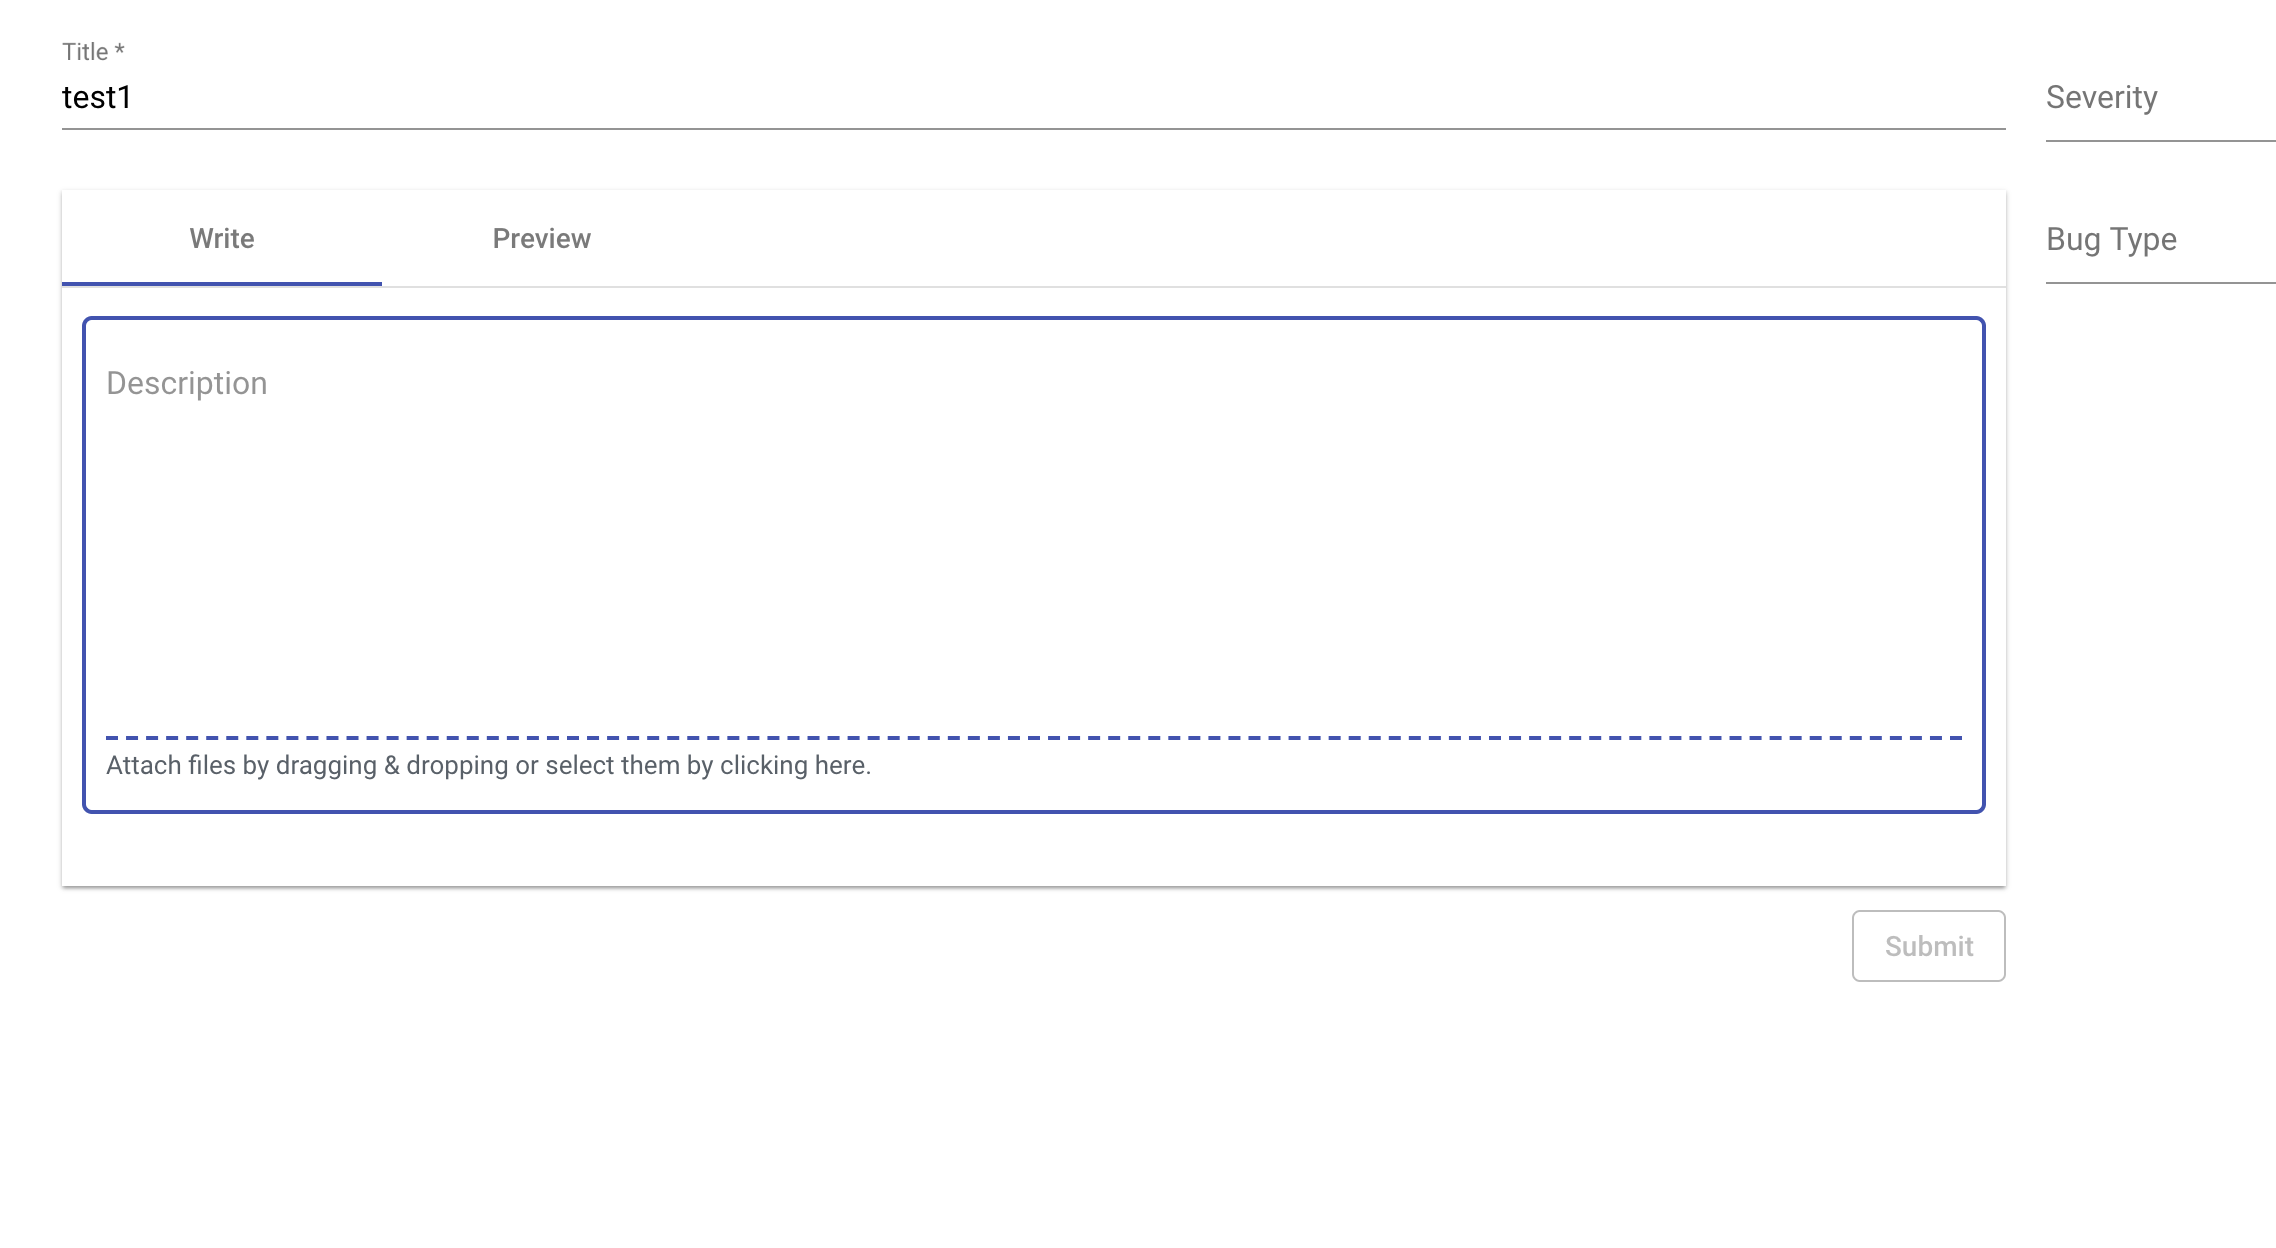 Title *
test1
Severity
Write
Preview
Bug Type
Description
Attach files by dragging & dropping or select them by clicking here.
Submit